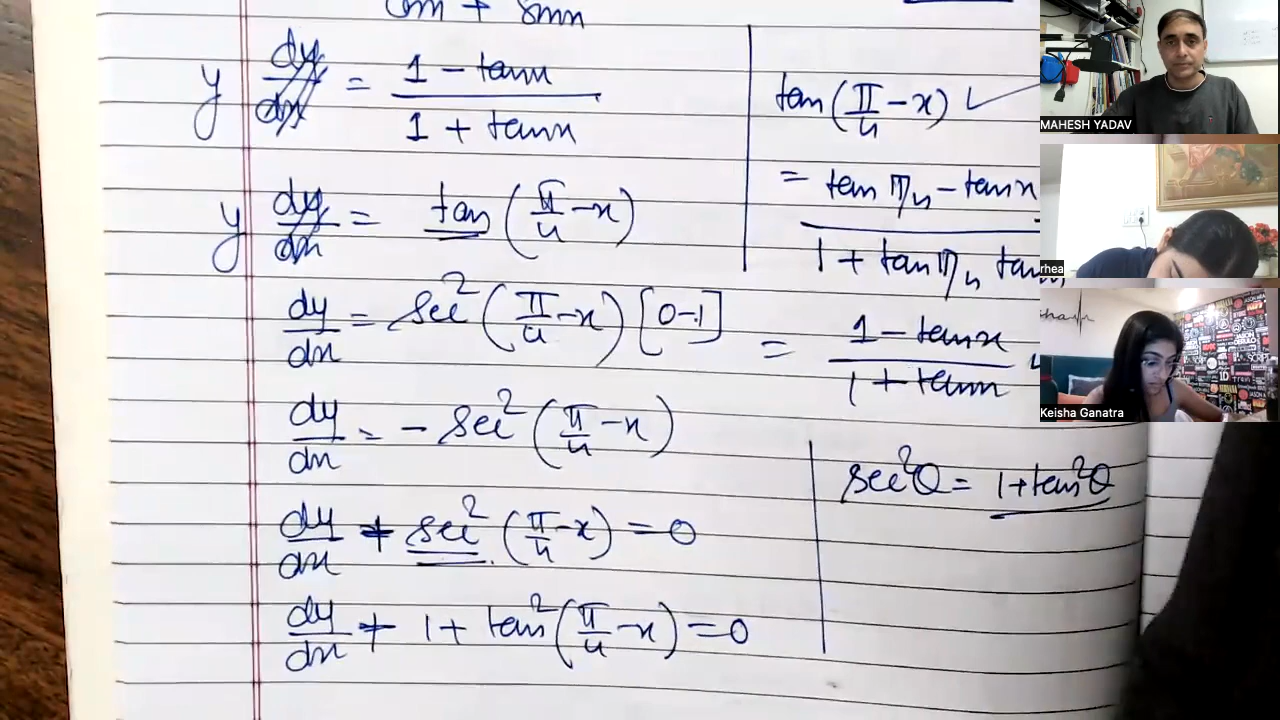 y dy/dx = (1 - tanx)/(1 + tanx)
y dy/dx = tan(π/4 - x)
dy/dx = sec²(π/4 - x)[0-1]
dy/dx = - sec²(π/4 - x)
dy/dx + sec²(π/4 - x) = 0
dy/dx + 1 + tan²(π/4 - x) = 0
tan(π/4 - x) ✓
= (tan π/4 - tanx)/(1 + tan π/4 tan
= (1 - tanx)/(1 + tanx)
sec²θ = 1+tan²θ
MAHESH YADAV
rhea
Keisha Ganatra